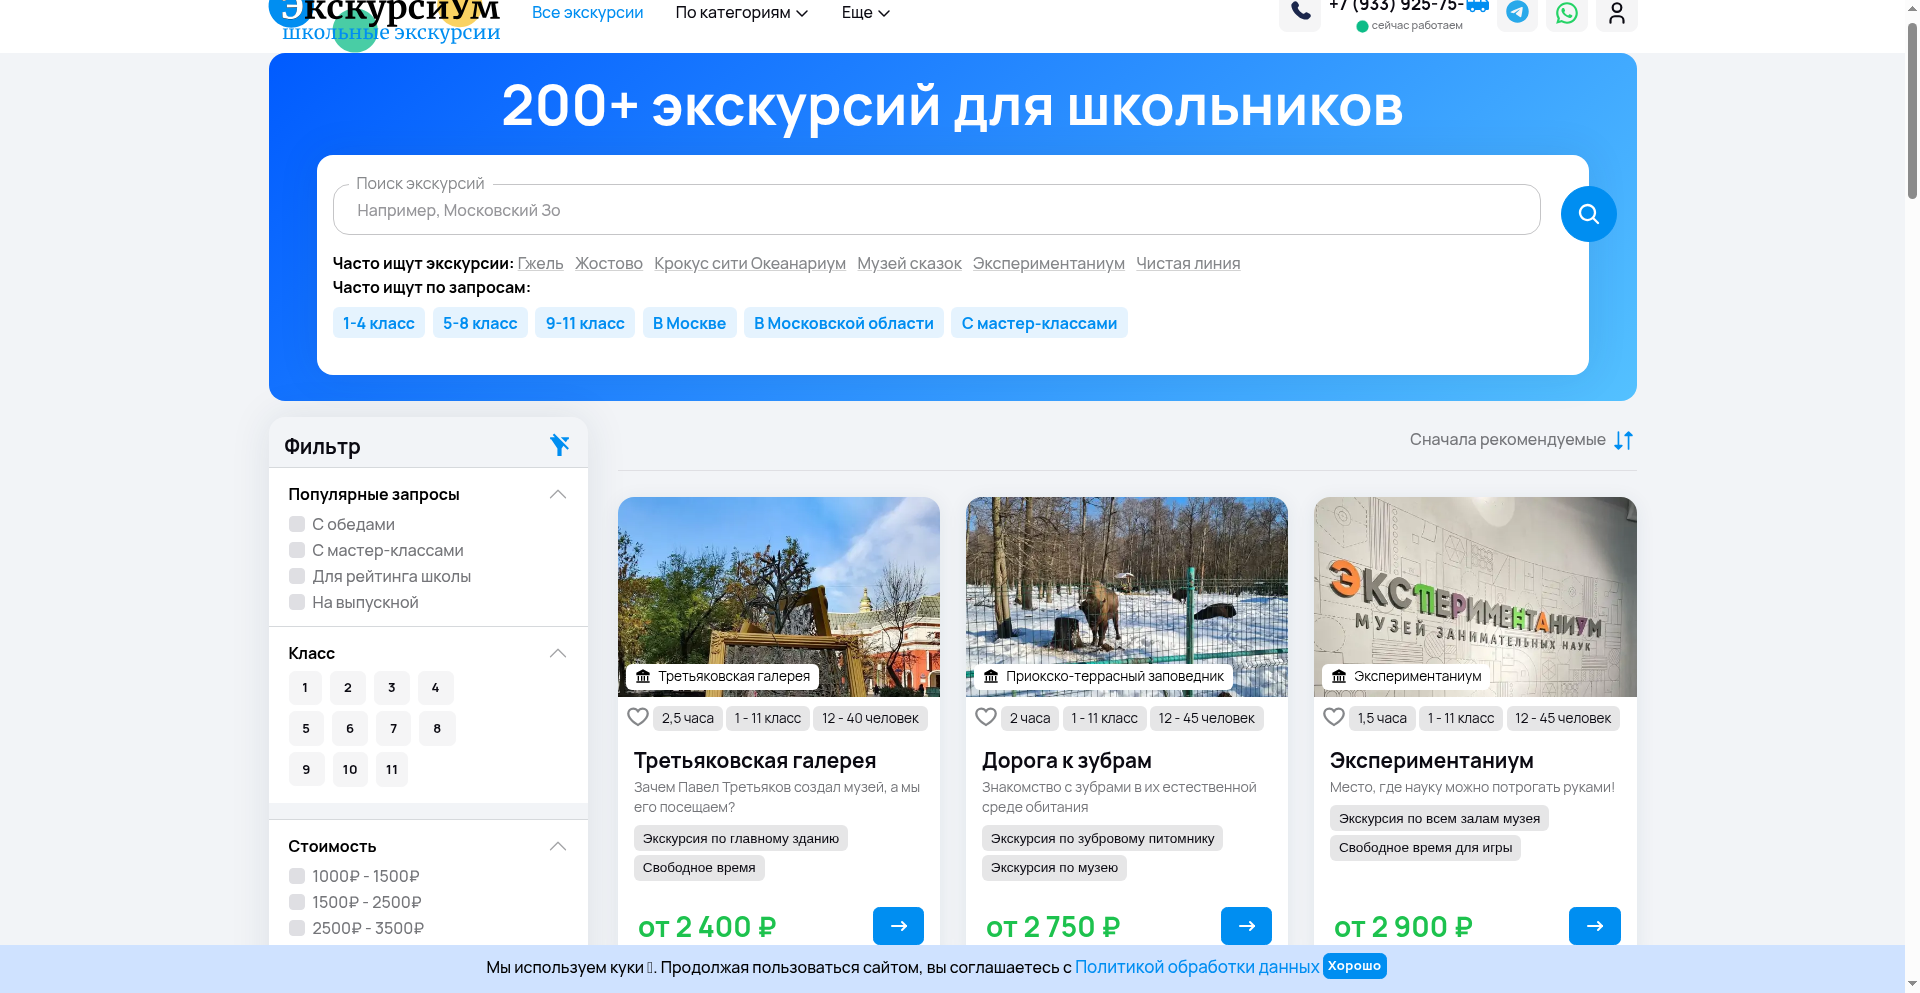 ЭкскурсиУм
школьные экскурсии
Все экскурсии
По категориям
Еще
+7 (933) 925-75-
сейчас работаем
200+ экскурсий для школьников
Поиск экскурсий
Например, Московский Зо
Часто ищут экскурсии: Гжель Жостово Крокус сити Океанариум Музей сказок Экспериментаниум Чистая линия
Часто ищут по запросам:
1-4 класс 5-8 класс 9-11 класс В Москве В Московской области С мастер-классами
Фильтр
Популярные запросы
С обедами
С мастер-классами
Для рейтинга школы
На выпускной
Класс
1 2 3 4
5 6 7 8
9 10 11
Стоимость
1000₽ - 1500₽
1500₽ - 2500₽
2500₽ - 3500₽
Сначала рекомендуемые
Третьяковская галерея
2,5 часа 1 - 11 класс 12 - 40 человек
Третьяковская галерея
Зачем Павел Третьяков создал музей, а мы
его посещаем?
Экскурсия по главному зданию
Свободное время
от 2 400 ₽
Приокско-террасный заповедник
2 часа 1 - 11 класс 12 - 45 человек
Дорога к зубрам
Знакомство с зубрами в их естественной
среде обитания
Экскурсия по зубровому питомнику
Экскурсия по музею
от 2 750 ₽
ЭКСПЕРИМЕНТАНИУМ
МУЗЕЙ ЗАНИМАТЕЛЬНЫХ НАУК
Экспериментаниум
1,5 часа 1 - 11 класс 12 - 45 человек
Экспериментаниум
Место, где науку можно потрогать руками!
Экскурсия по всем залам музея
Свободное время для игры
от 2 900 ₽
Мы используем куки . Продолжая пользоваться сайтом, вы соглашаетесь с Политикой обработки данных Хорошо